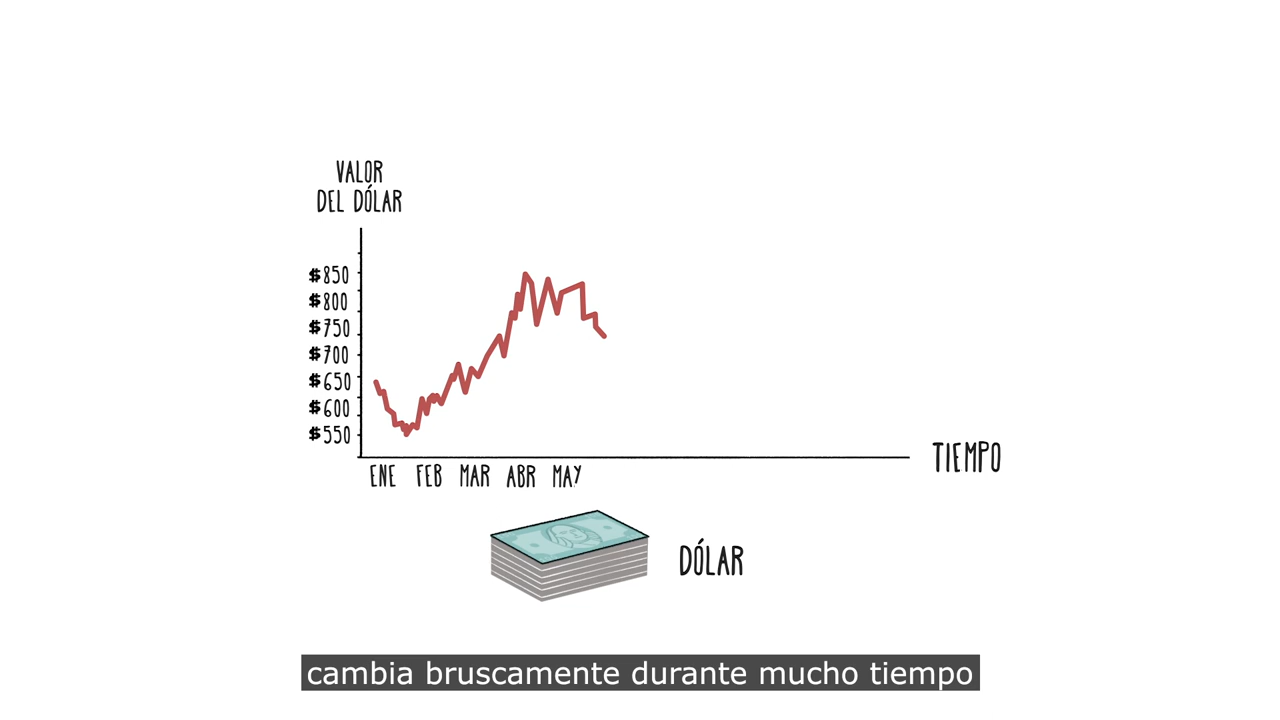 VALOR
DEL DÓLAR
$850
$800
$750
$700
$650
$600
$550
ENE FEB MAR ABR MAY
TIEMPO
DÓLAR
cambia bruscamente durante mucho tiempo